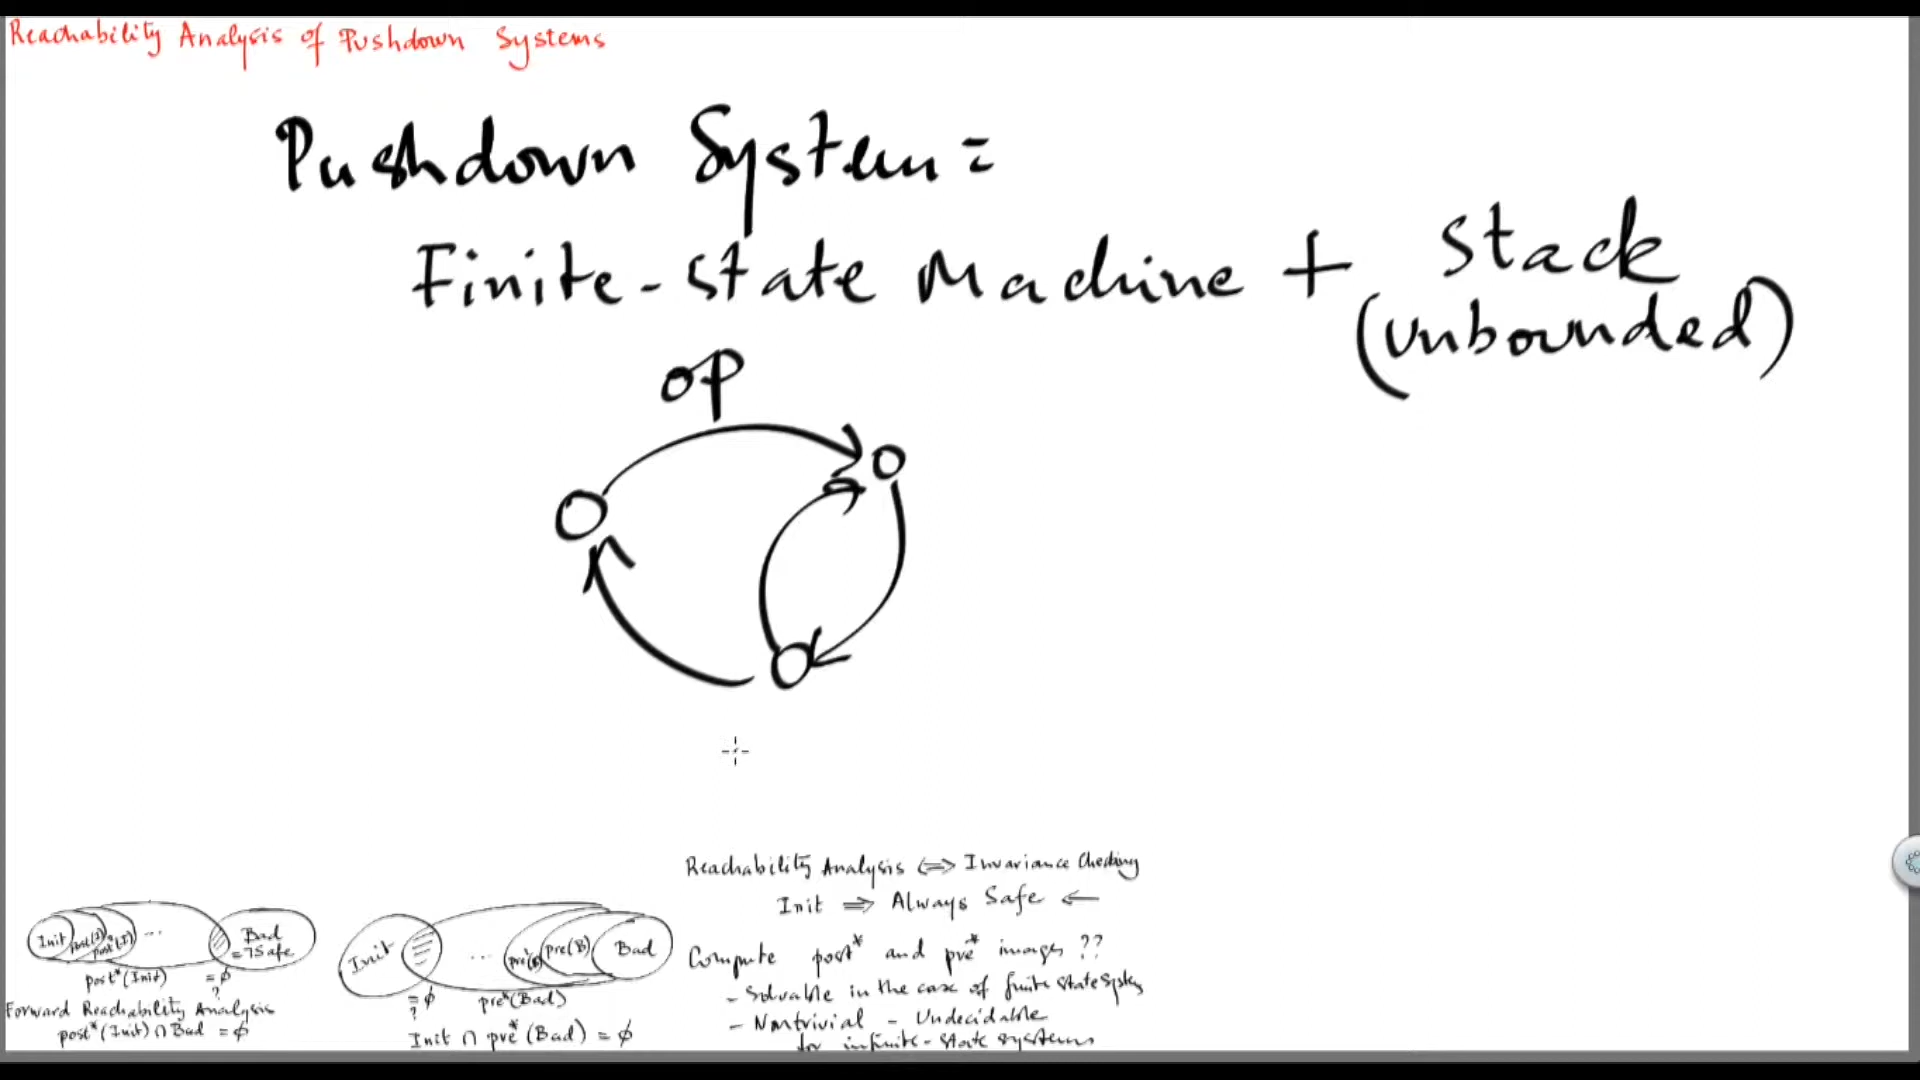 Reachability Analysis of Pushdown Systems
Pushdown System =
Finite-state Machine + Stack
(unbounded)
op
Reachability Analysis <=> Invariance Checking
Init => Always Safe <=
Init post(I) post²(I) ... Bad
= ¬Safe
post*(Init) = ϕ
?
Forward Reachability Analysis
post*(Init) ∩ Bad = ϕ
Init ... pre²(B) pre(B) Bad
= ϕ pre*(Bad)
?
Init ∩ pre*(Bad) = ϕ
Compute post* and pre* images ??
- Solvable in the case of finite state systems
- Nontrivial - Undecidable
for infinite-state systems